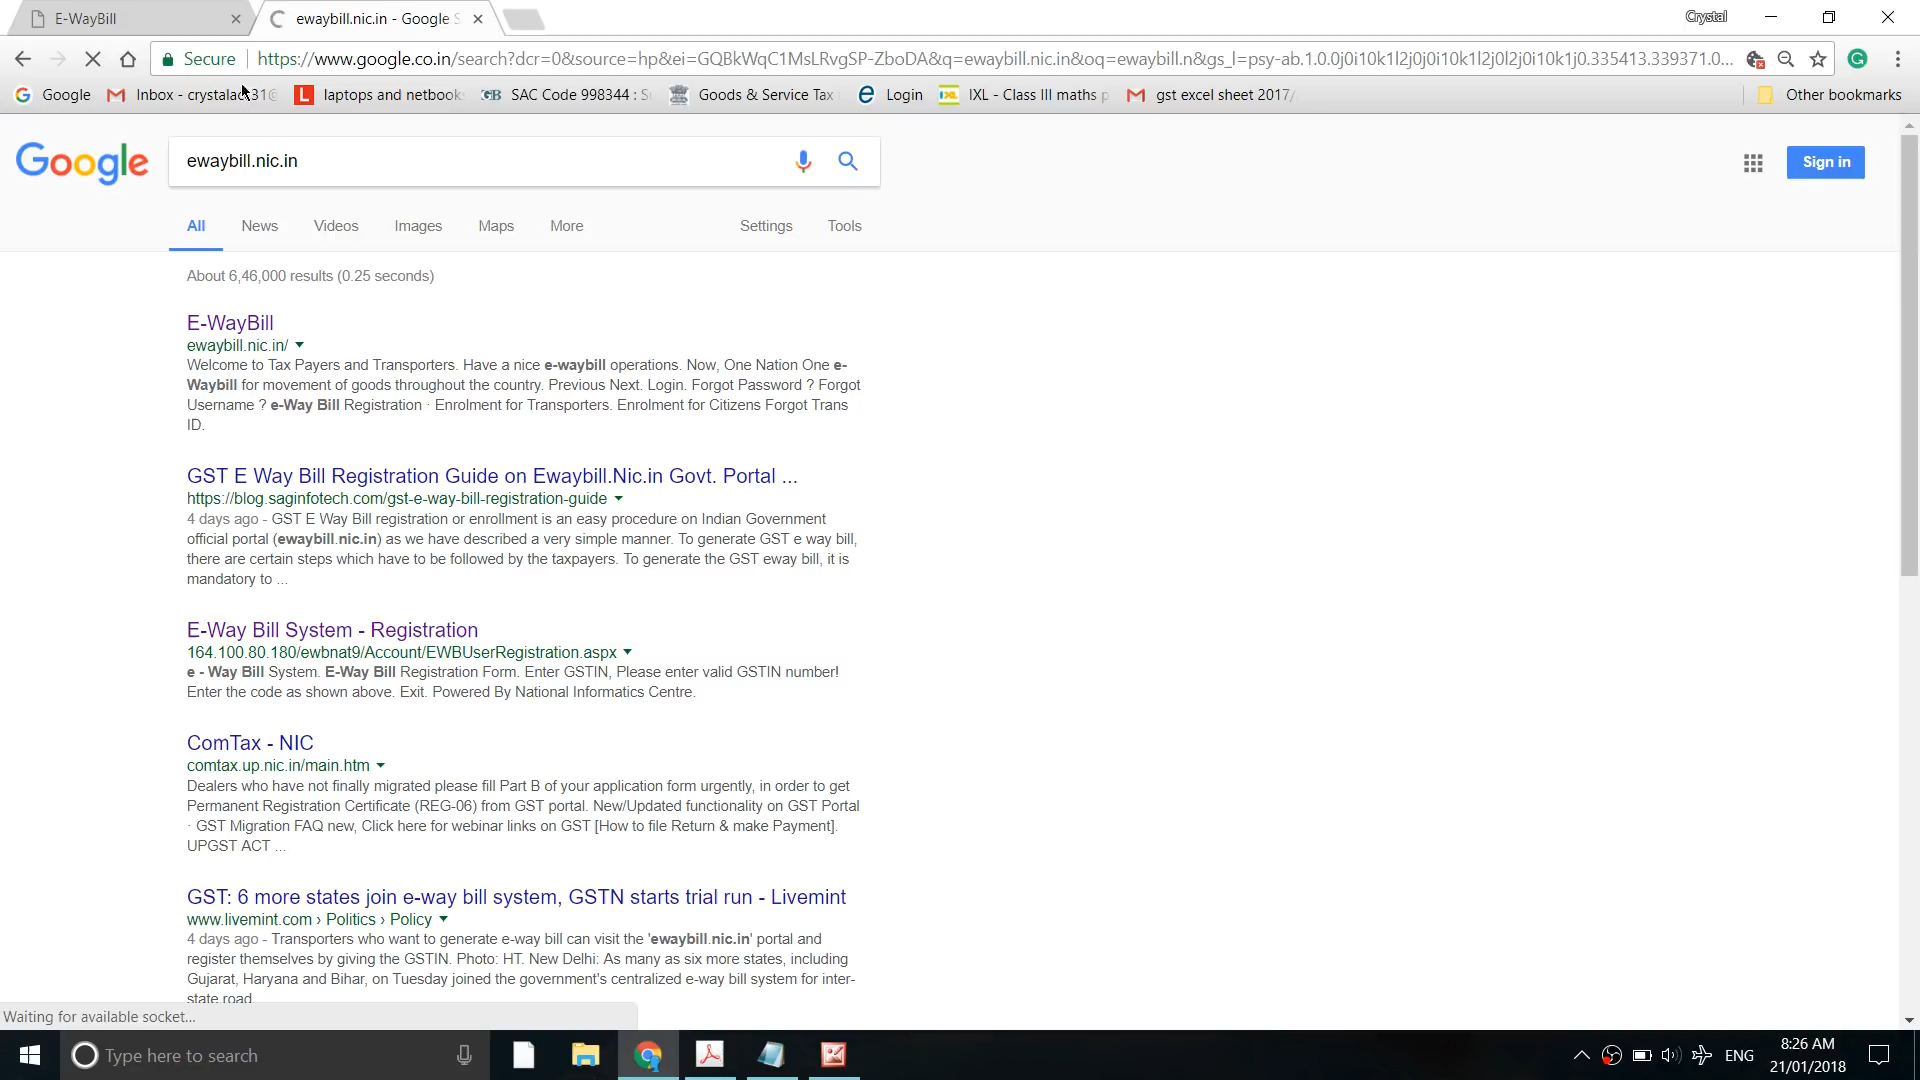 E-WayBill
ewaybill.nic.in - Google S
Crystal
Secure
https://www.google.co.in/search?dcr=0&source=hp&ei=GQBkWqC1MsLRvgSP-ZboDA&q=ewaybill.nic.in&oq=ewaybill.n&gs_l=psy-ab.1.0.0j0i10k1l2j0j0i10k1l2j0l2j0i10k1j0.335413.339371.0...
Google
Inbox - crystalac31@
laptops and netbook
SAC Code 998344 : Su
Goods & Service Tax
Login
IXL - Class III maths p
gst excel sheet 2017/
Other bookmarks
Google
ewaybill.nic.in
Sign in
All News Videos Images Maps More Settings Tools
About 6,46,000 results (0.25 seconds)
E-WayBill
ewaybill.nic.in/
Welcome to Tax Payers and Transporters. Have a nice e-waybill operations. Now, One Nation One e-
Waybill for movement of goods throughout the country. Previous Next. Login. Forgot Password ? Forgot
Username ? e-Way Bill Registration · Enrolment for Transporters. Enrolment for Citizens Forgot Trans
ID.
GST E Way Bill Registration Guide on Ewaybill.Nic.in Govt. Portal ...
https://blog.saginfotech.com/gst-e-way-bill-registration-guide
4 days ago - GST E Way Bill registration or enrollment is an easy procedure on Indian Government
official portal (ewaybill.nic.in) as we have described a very simple manner. To generate GST e way bill,
there are certain steps which have to be followed by the taxpayers. To generate the GST eway bill, it is
mandatory to ...
E-Way Bill System - Registration
164.100.80.180/ewbnat9/Account/EWBUserRegistration.aspx
e - Way Bill System. E-Way Bill Registration Form. Enter GSTIN, Please enter valid GSTIN number!
Enter the code as shown above. Exit. Powered By National Informatics Centre.
ComTax - NIC
comtax.up.nic.in/main.htm
Dealers who have not finally migrated please fill Part B of your application form urgently, in order to get
Permanent Registration Certificate (REG-06) from GST portal. New/Updated functionality on GST Portal
· GST Migration FAQ new, Click here for webinar links on GST [How to file Return & make Payment].
UPGST ACT ...
GST: 6 more states join e-way bill system, GSTN starts trial run - Livemint
www.livemint.com › Politics › Policy
4 days ago - Transporters who want to generate e-way bill can visit the 'ewaybill.nic.in' portal and
register themselves by giving the GSTIN. Photo: HT. New Delhi: As many as six more states, including
Gujarat, Haryana and Bihar, on Tuesday joined the government's centralized e-way bill system for inter-
state road
Waiting for available socket...
Type here to search
ENG
8:26 AM
21/01/2018